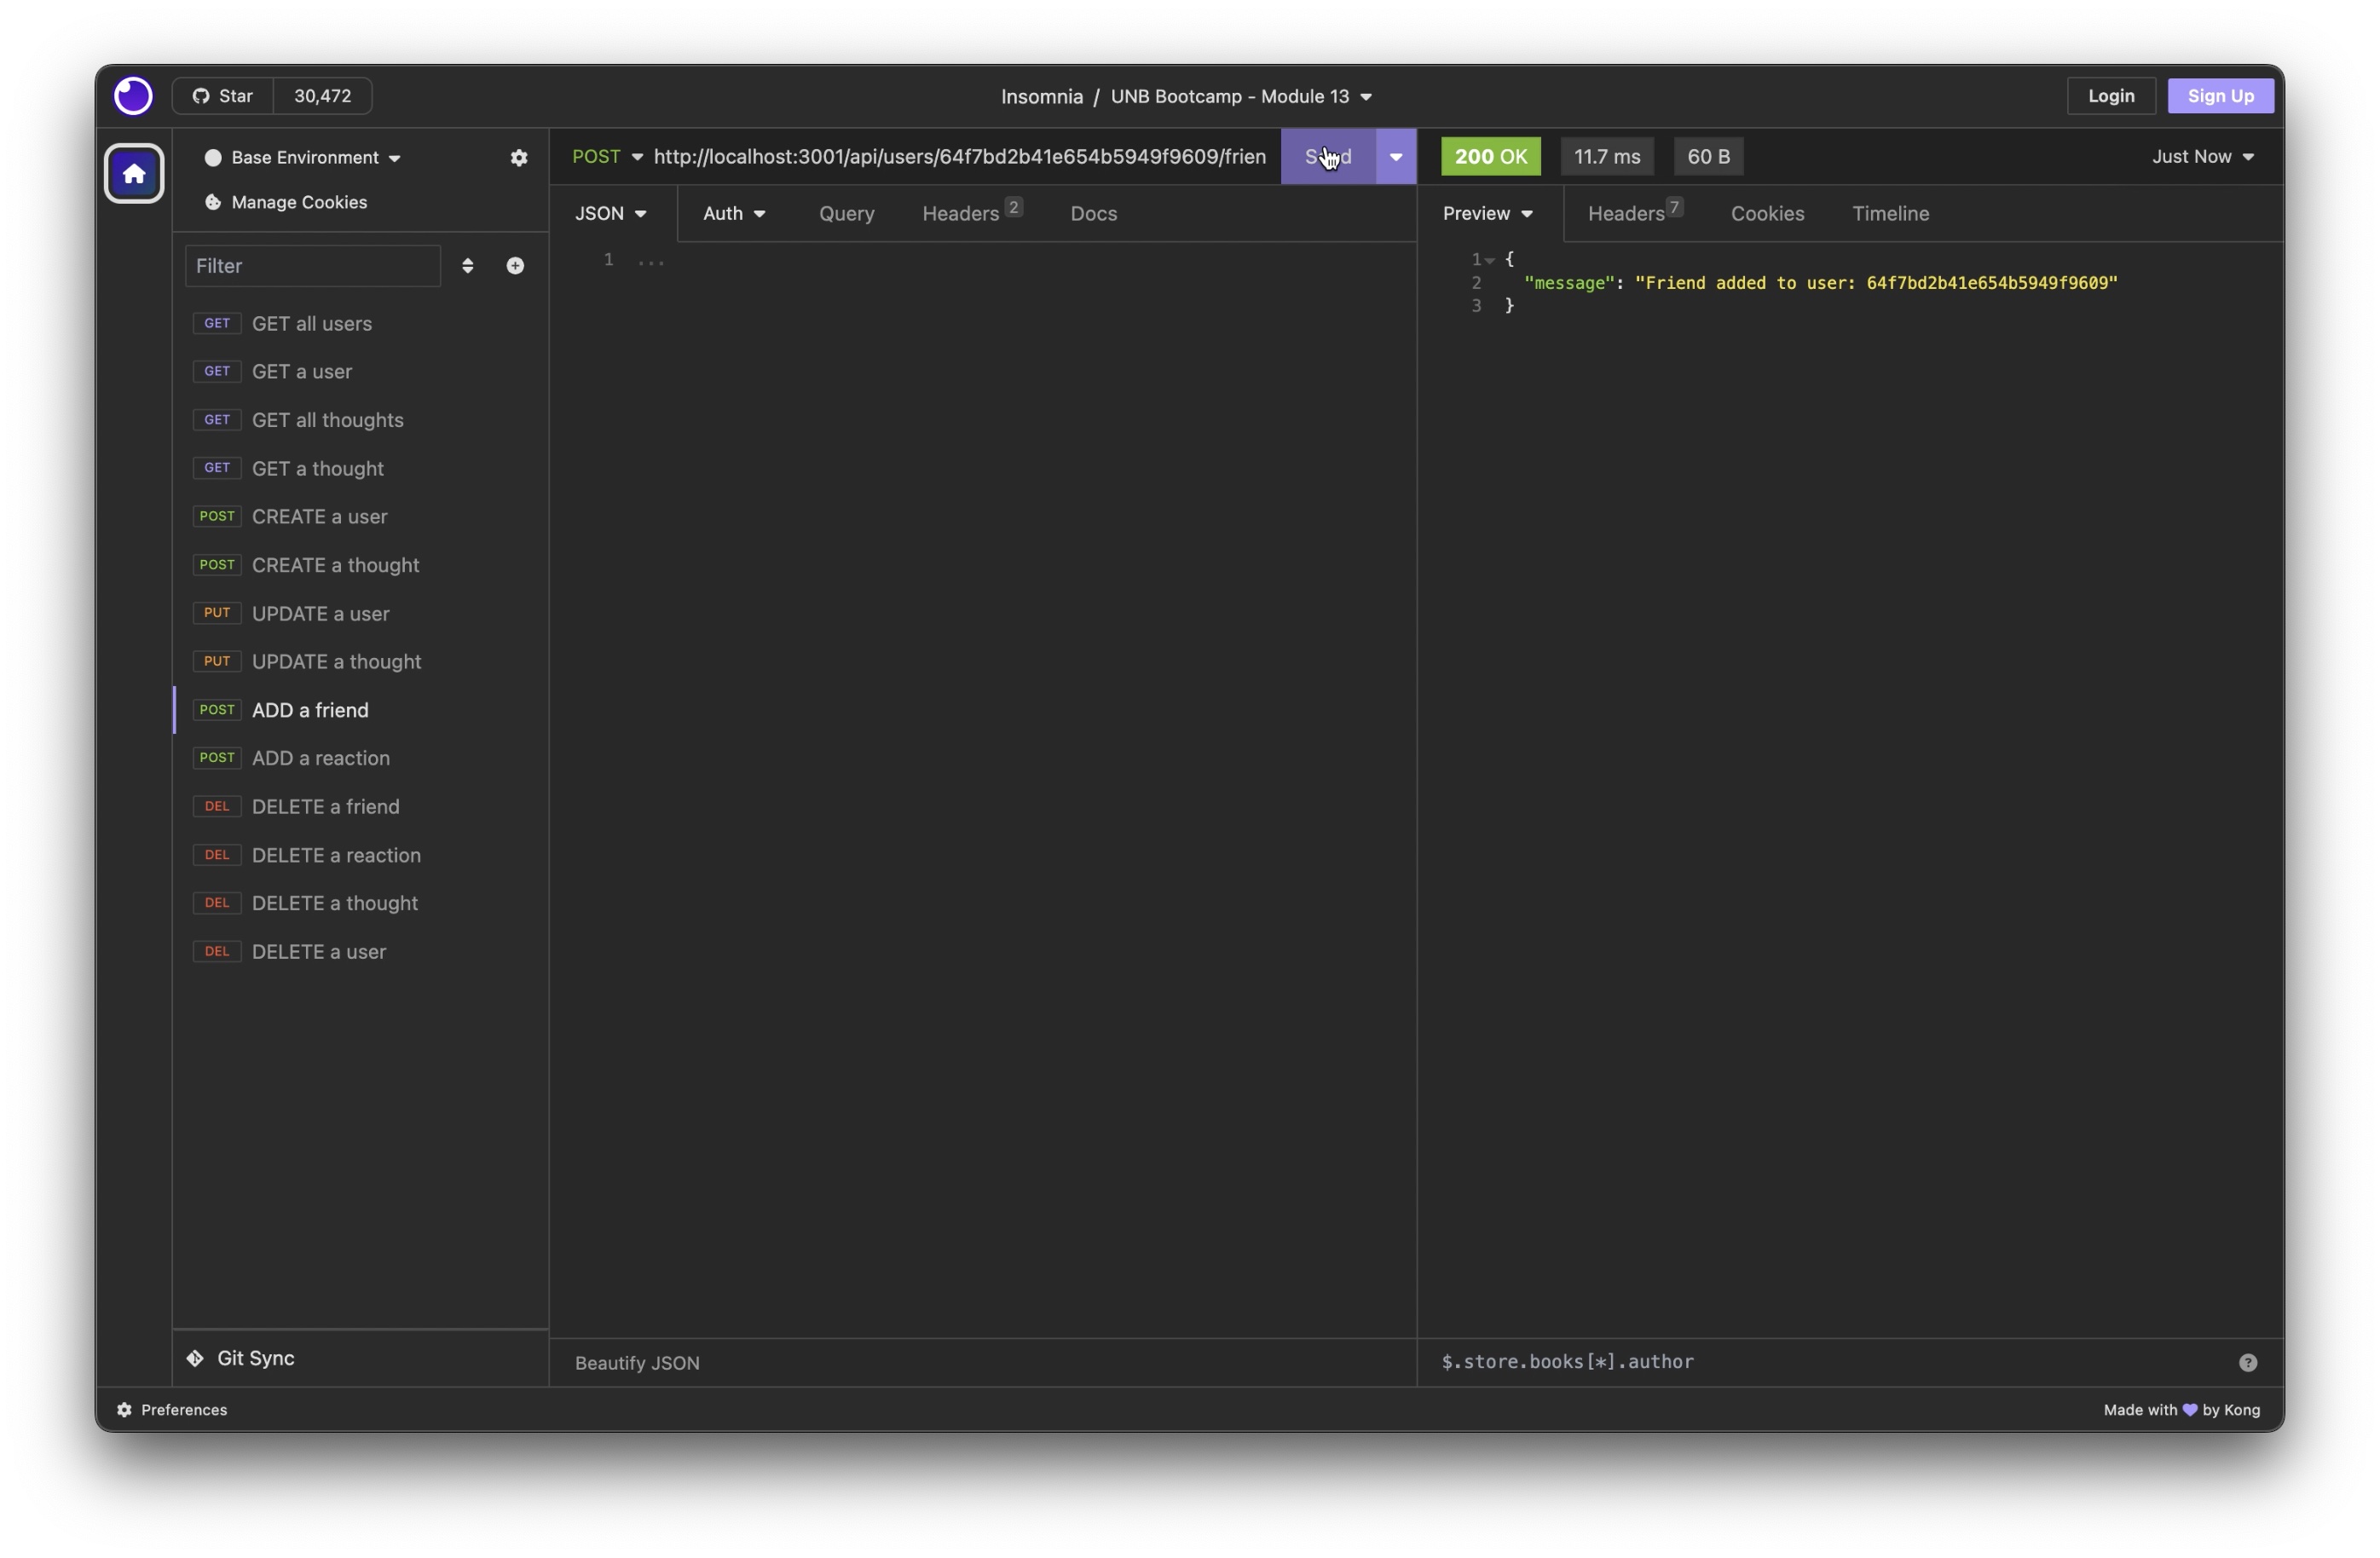 Star 30,472
Insomnia / UNB Bootcamp - Module 13
Login
Sign Up
Base Environment
Manage Cookies
Filter
GET GET all users
GET GET a user
GET GET all thoughts
GET GET a thought
POST CREATE a user
POST CREATE a thought
PUT UPDATE a user
PUT UPDATE a thought
POST ADD a friend
POST ADD a reaction
DEL DELETE a friend
DEL DELETE a reaction
DEL DELETE a thought
DEL DELETE a user
Git Sync
POST http://localhost:3001/api/users/64f7bd2b41e654b5949f9609/frien
JSON Auth Query Headers 2 Docs
1 ...
Beautify JSON
200 OK 11.7 ms 60 B Just Now
Preview Headers 7 Cookies Timeline
1 {
2 "message": "Friend added to user: 64f7bd2b41e654b5949f9609"
3 }
$.store.books[*].author
Preferences
Made with 💜 by Kong